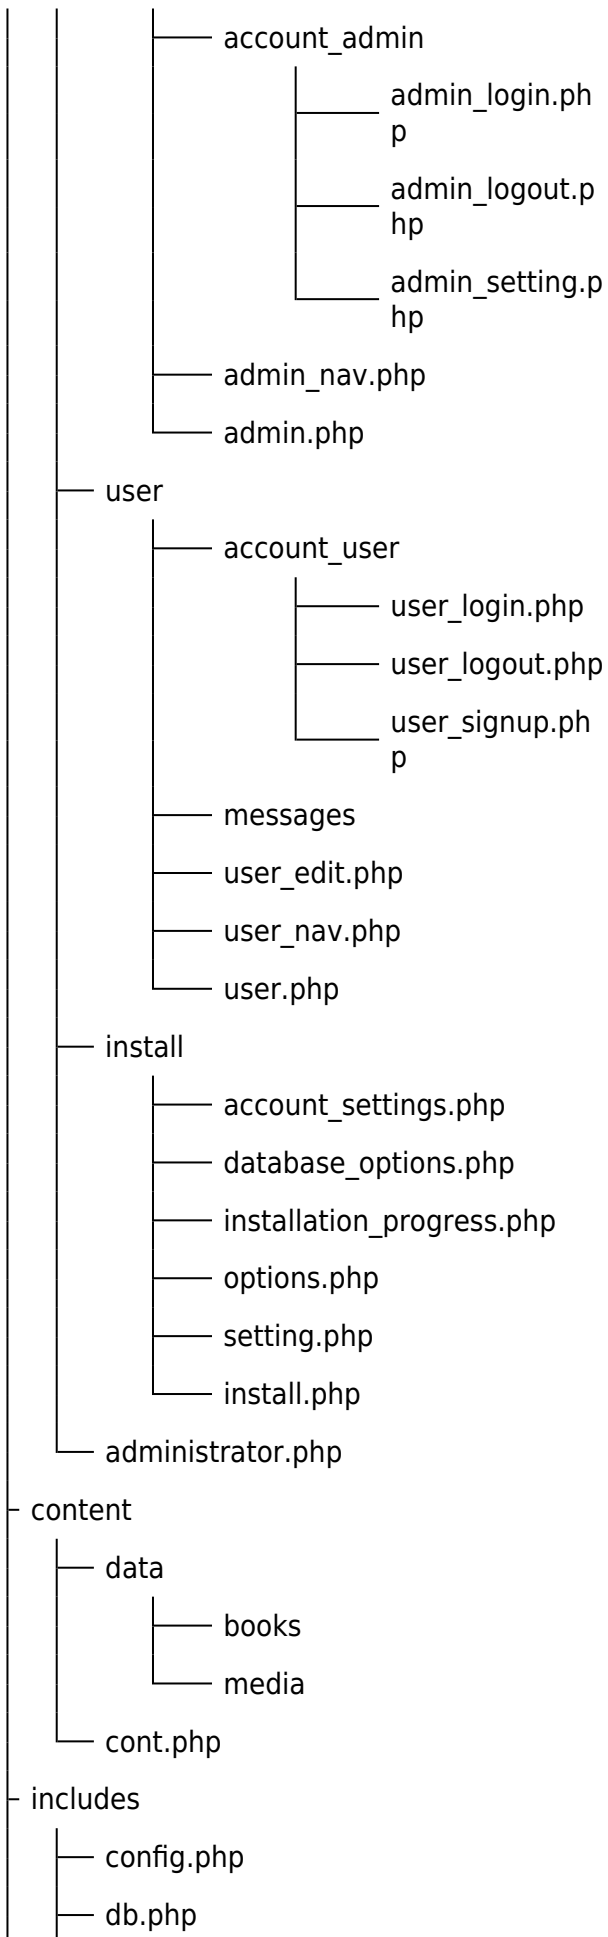 account_admin
admin_login.ph
p
admin_logout.p
hp
admin_setting.p
hp
admin_nav.php
admin.php
user
account_user
user_login.php
user_logout.php
user_signup.ph
p
messages
user_edit.php
user_nav.php
user.php
install
account_settings.php
database_options.php
installation_progress.php
options.php
setting.php
install.php
administrator.php
content
data
books
media
cont.php
includes
config.php
db.php